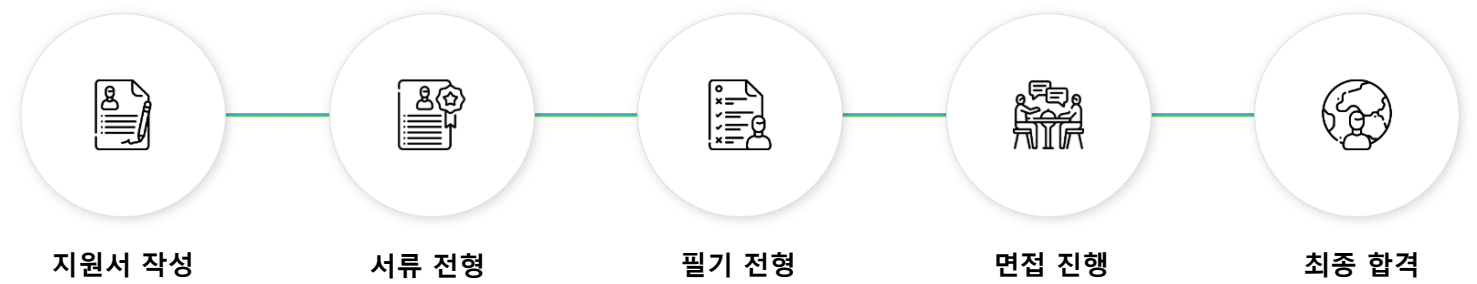 지원서 작성
서류 전형
필기 전형
면접 진행
최종 합격